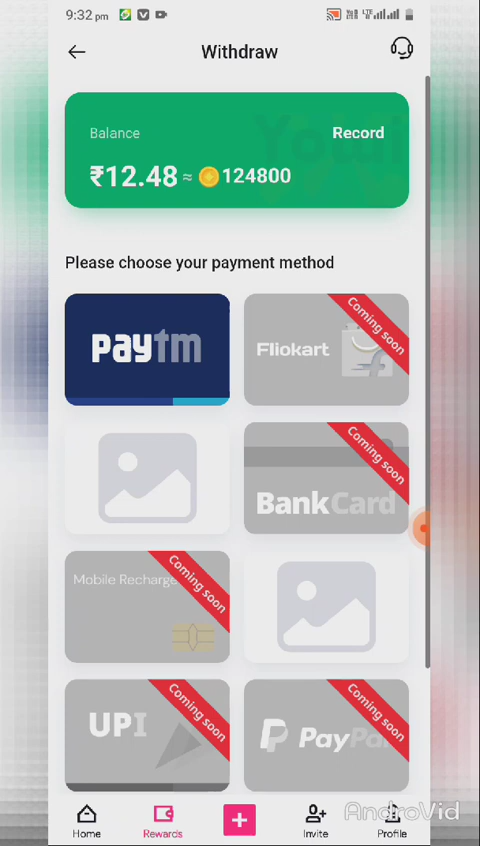 9:32 pm
Withdraw
Balance
Record
₹12.48 ≈ 124800
Please choose your payment method
paytm
Fliokart
Coming soon
BankCard
Coming soon
Mobile Recharge
Coming soon
UPI
Coming soon
PayPal
Coming soon
Home
Rewards
Invite
Profile
AndroVid